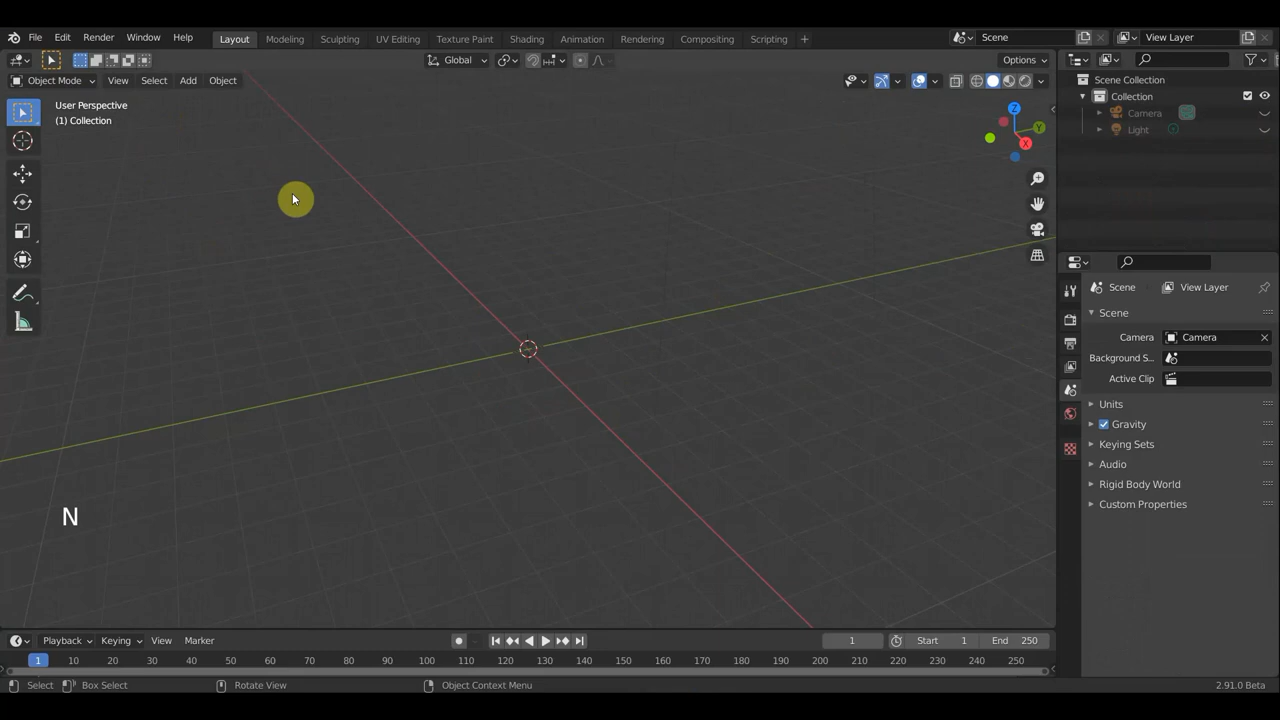 File Edit Render Window Help Layout Modeling Sculpting UV Editing Texture Paint Shading Animation Rendering Compositing Scripting + Scene View Layer
Global Options
Object Mode View Select Add Object
User Perspective
(1) Collection
Z
Y
X
N
Scene Collection
Collection
Camera
Light
Scene View Layer
Scene
Camera Camera
Background S...
Active Clip
Units
Gravity
Keying Sets
Audio
Rigid Body World
Custom Properties
Playback Keying View Marker 1 Start 1 End 250
1 10 20 30 40 50 60 70 80 90 100 110 120 130 140 150 160 170 180 190 200 210 220 230 240 250
Select Box Select Rotate View Object Context Menu 2.91.0 Beta